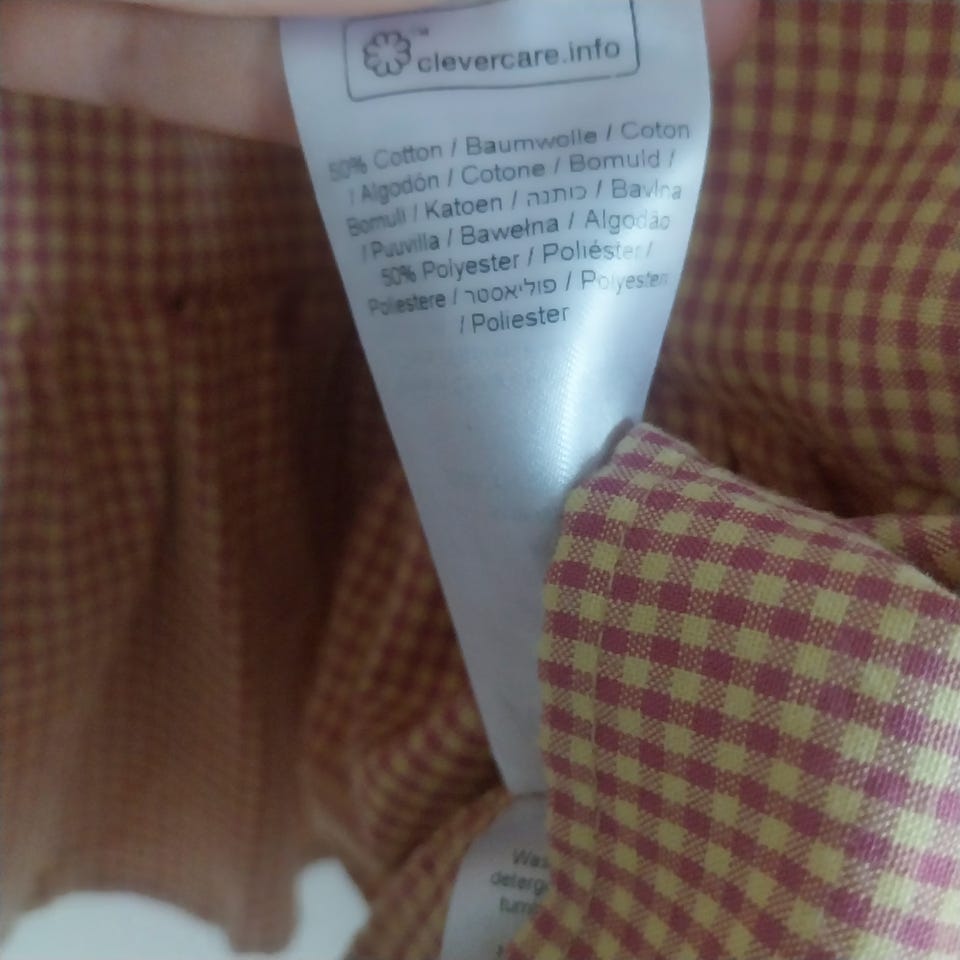 clevercare.info
50% Cotton / Baumwolle / Coton
/ Algodón / Cotone / Bomuld /
Bomull / Katoen / כותנה / Bavlna
/ Puuvilla / Bawełna / Algodão
50% Polyester / Poliéster /
Poliestere / פוליאסטר / Polyesteri
/ Poliester